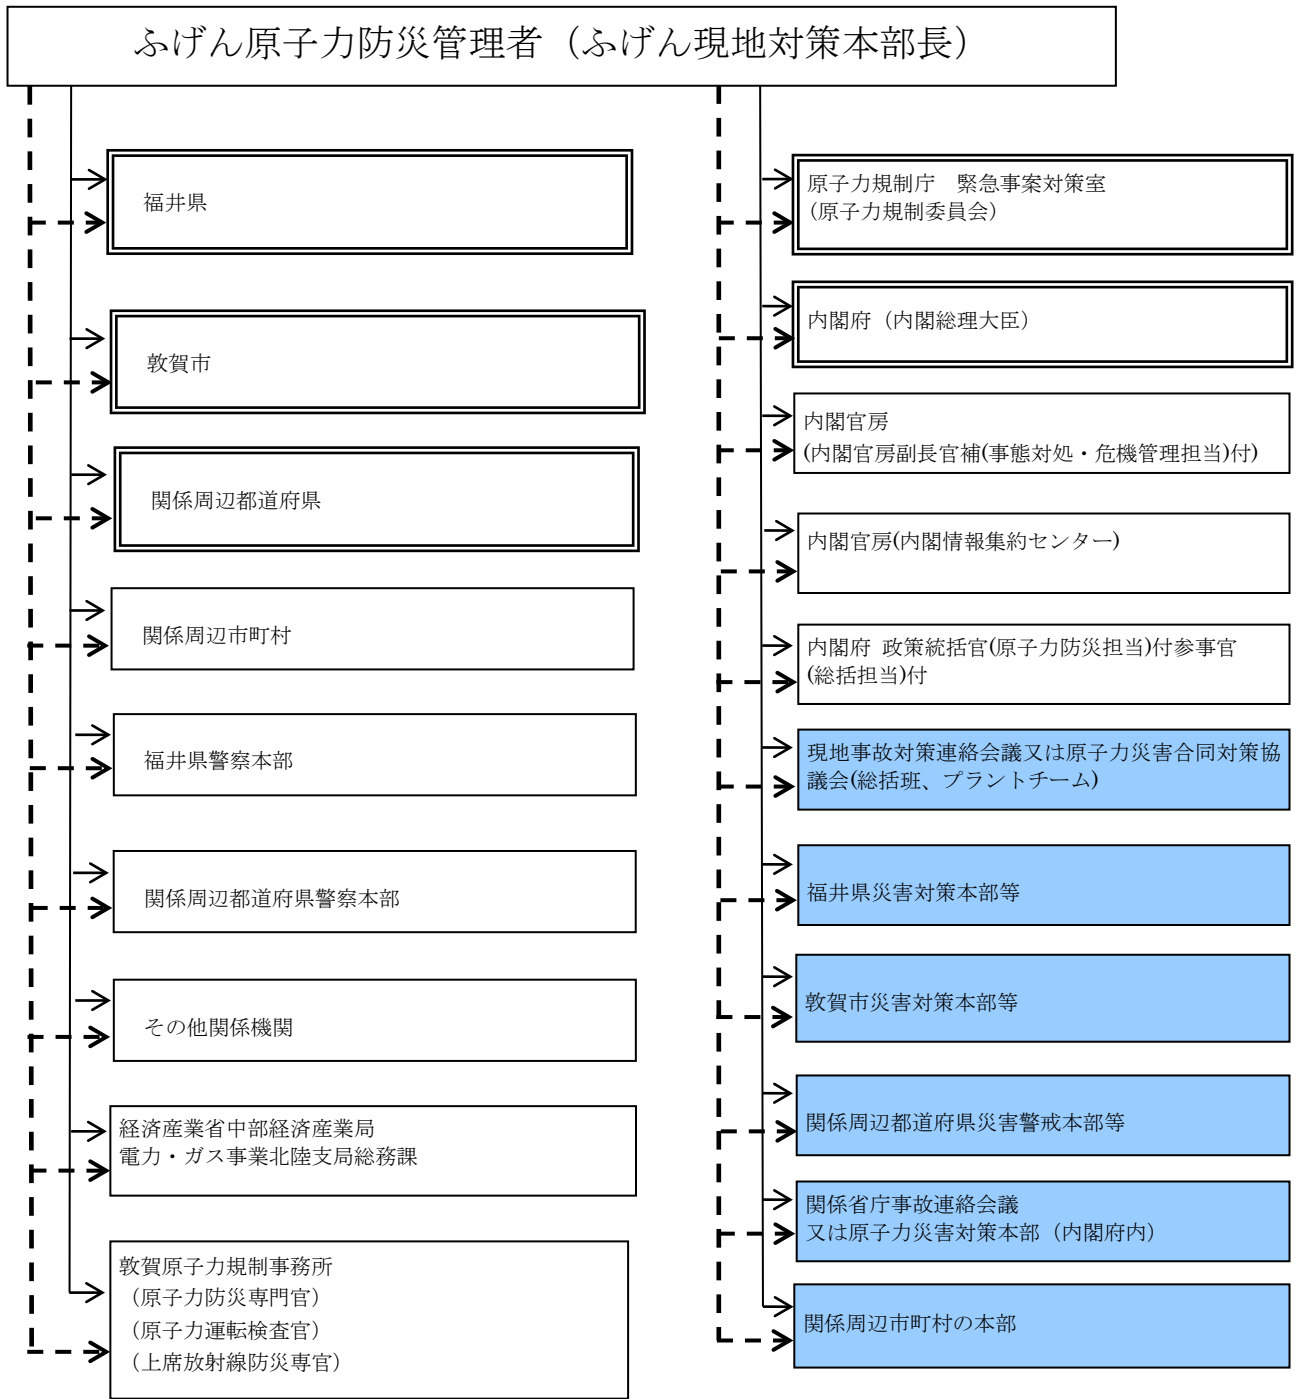 ふげん原子力防災管理者（ふげん現地対策本部長）
福井県
敦賀市
関係周辺都道府県
関係周辺市町村
福井県警察本部
関係周辺都道府県警察本部
その他関係機関
経済産業省中部経済産業局
電力・ガス事業北陸支局総務課
敦賀原子力規制事務所
（原子力防災専門官）
（原子力運転検査官）
（上席放射線防災専官）
原子力規制庁　緊急事案対策室
（原子力規制委員会）
内閣府（内閣総理大臣）
内閣官房
(内閣官房副長官補(事態対処・危機管理担当)付)
内閣官房(内閣情報集約センター)
内閣府 政策統括官(原子力防災担当)付参事官
(総括担当)付
現地事故対策連絡会議又は原子力災害合同対策協
議会(総括班、プラントチーム)
福井県災害対策本部等
敦賀市災害対策本部等
関係周辺都道府県災害警戒本部等
関係省庁事故連絡会議
又は原子力災害対策本部（内閣府内）
関係周辺市町村の本部